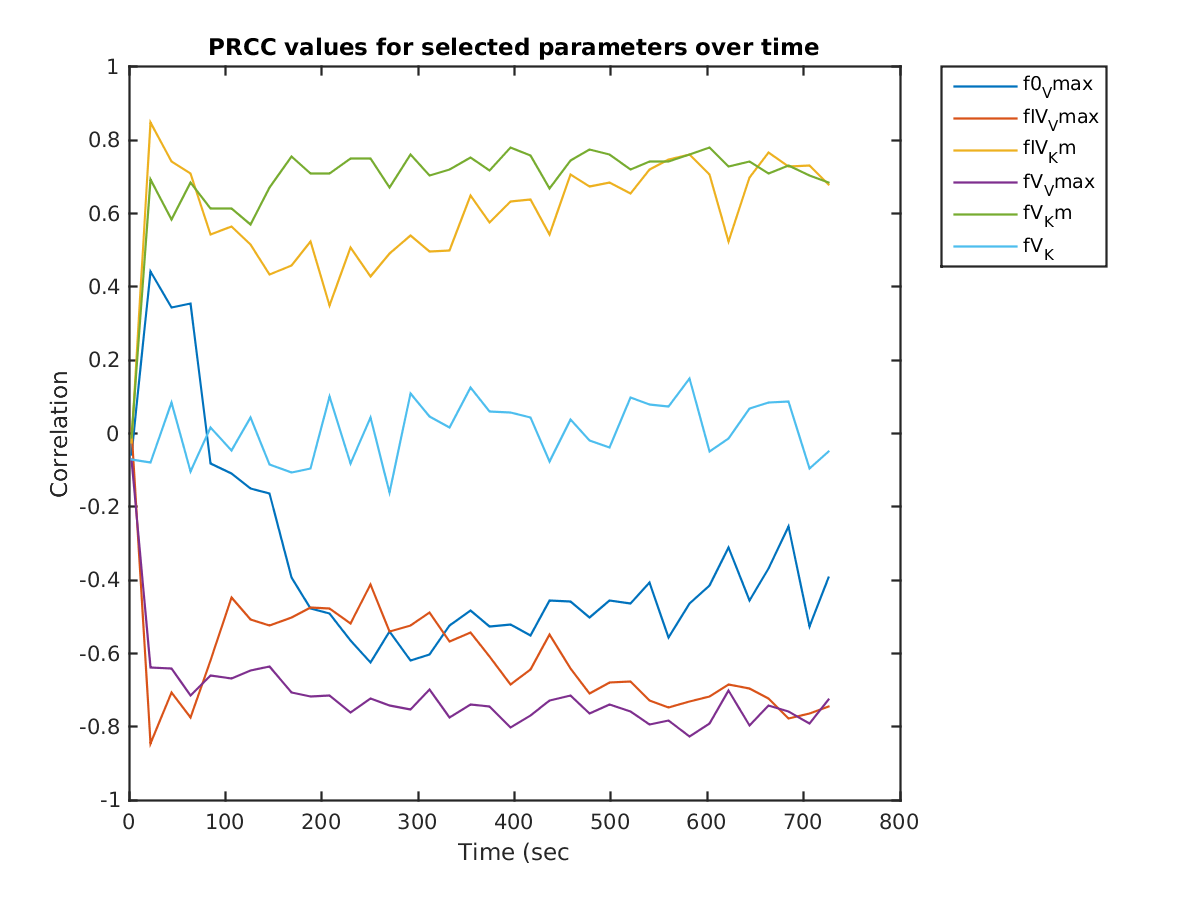 PRCC values for selected parameters over time
1
0.8
0.6
0.4
0.2
0
-0.2
-0.4
-0.6
-0.8
-1
Correlation
0 100 200 300 400 500 600 700 800
Time (sec
f0Vmax
fIVVmax
fIVKm
fVVmax
fVKm
fVK